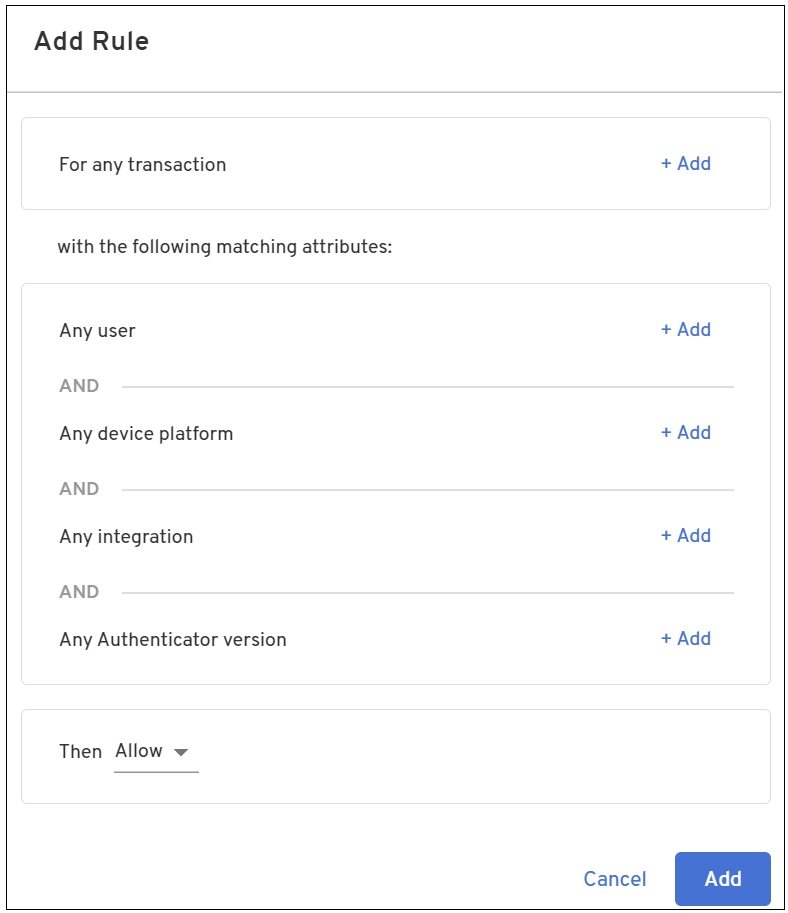 Add Rule
For any transaction + Add
with the following matching attributes:
Any user + Add
AND
Any device platform + Add
AND
Any integration + Add
AND
Any Authenticator version + Add
Then Allow
Cancel Add